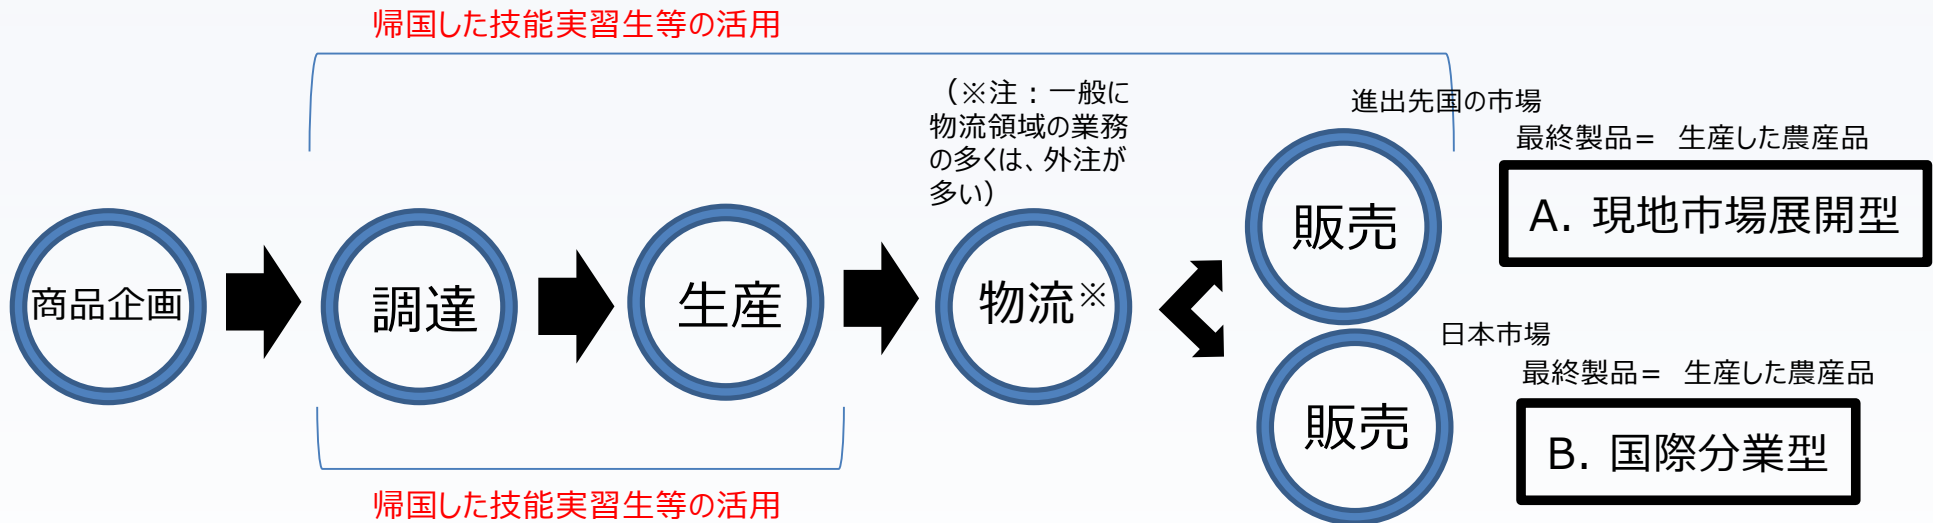 帰国した技能実習生等の活用
（※注：一般に
物流領域の業務
の多くは、外注が
多い）
進出先国の市場
最終製品= 生産した農産品
A. 現地市場展開型
商品企画
調達
生産
物流※
販売
日本市場
最終製品= 生産した農産品
販売
B. 国際分業型
帰国した技能実習生等の活用